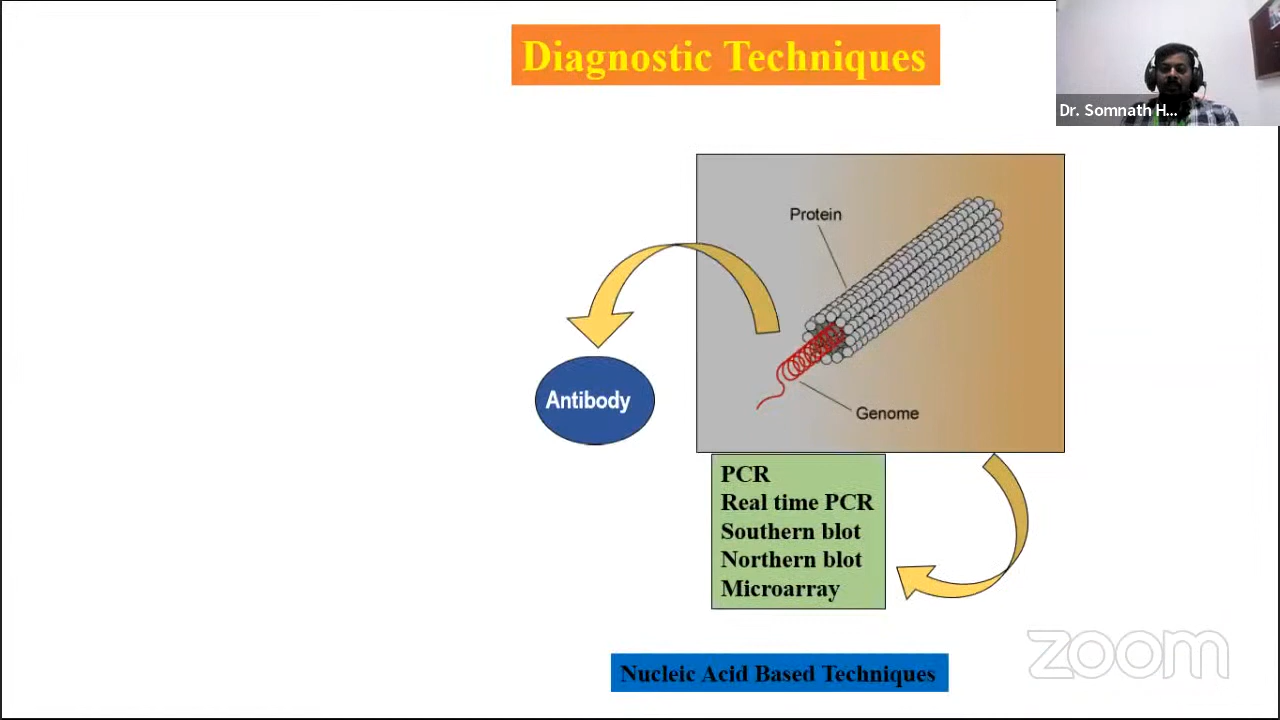 Diagnostic Techniques
Dr. Somnath H...
Protein
Antibody
Genome
PCR
Real time PCR
Southern blot
Northern blot
Microarray
zoom
Nucleic Acid Based Techniques